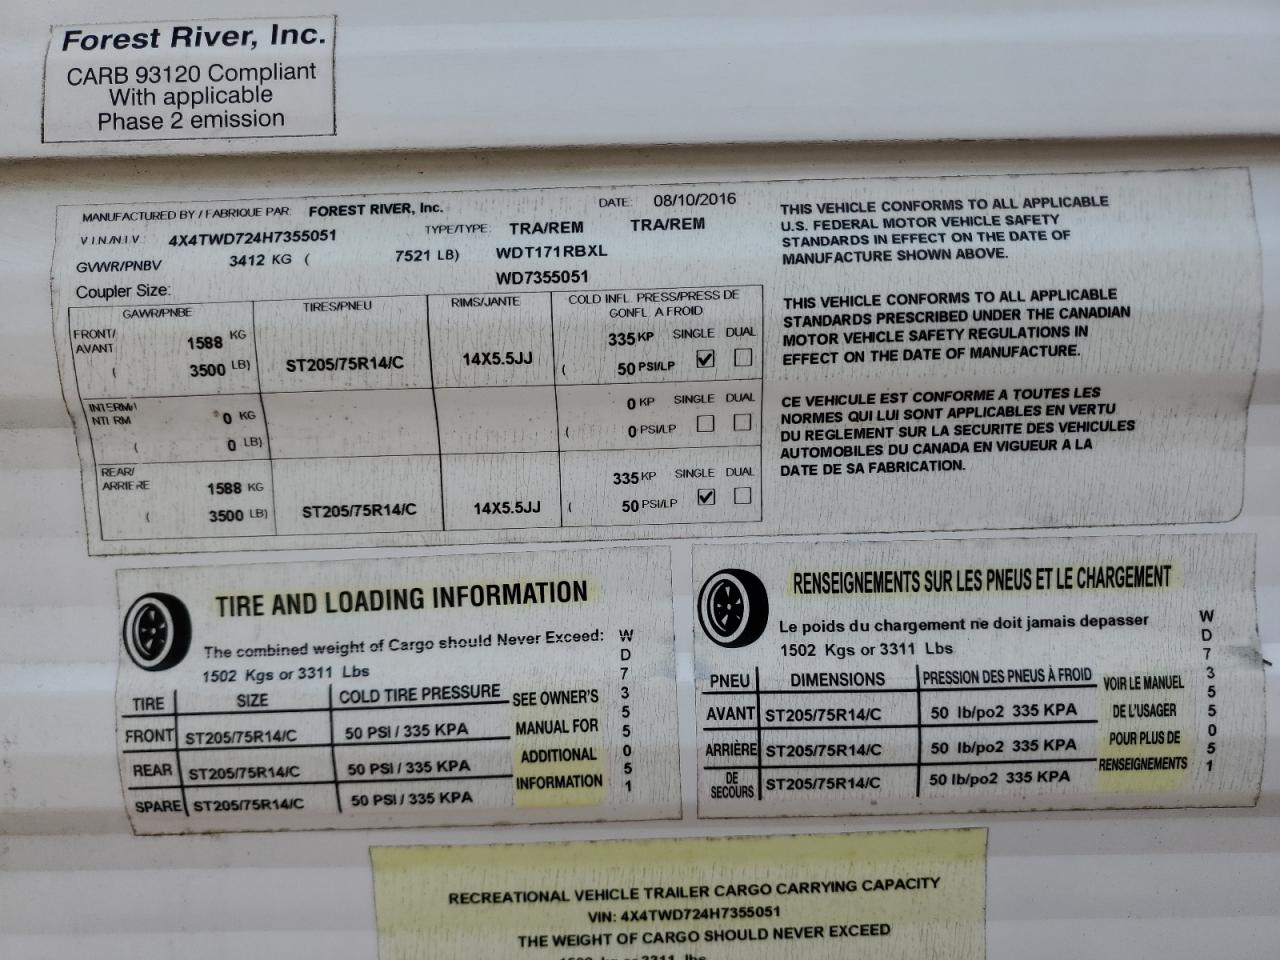 Forest River, Inc.
CARB 93120 Compliant
With applicable
Phase 2 emission
MANUFACTURED BY / FABRIQUE PAR: FOREST RIVER, Inc. DATE: 08/10/2016
V.I.N/N.I.V: 4X4TWD724H7355051 TYPE/TYPE: TRA/REM TRA/REM
GVWR/PNBV 3412 KG ( 7521 LB) WDT171RBXL
WD7355051
Coupler Size:
GAWR/PNBE TIRES/PNEU RIMS/JANTE COLD INFL. PRESS/PRESS DE
GONFL. A FROID
FRONT/
AVANT 1588 KG 335 KP SINGLE DUAL
( 3500 LB) ST205/75R14/C 14X5.5JJ ( 50 PSI/LP
INTERM/
NTI RM 0 KG 0 KP SINGLE DUAL
( 0 LB) ( 0 PSI/LP
REAR/
ARRIERE 1588 KG 335 KP SINGLE DUAL
( 3500 LB) ST205/75R14/C 14X5.5JJ ( 50 PSI/LP
THIS VEHICLE CONFORMS TO ALL APPLICABLE
U.S. FEDERAL MOTOR VEHICLE SAFETY
STANDARDS IN EFFECT ON THE DATE OF
MANUFACTURE SHOWN ABOVE.
THIS VEHICLE CONFORMS TO ALL APPLICABLE
STANDARDS PRESCRIBED UNDER THE CANADIAN
MOTOR VEHICLE SAFETY REGULATIONS IN
EFFECT ON THE DATE OF MANUFACTURE.
CE VEHICULE EST CONFORME A TOUTES LES
NORMES QUI LUI SONT APPLICABLES EN VERTU
DU REGLEMENT SUR LA SECURITE DES VEHICULES
AUTOMOBILES DU CANADA EN VIGUEUR A LA
DATE DE SA FABRICATION.
TIRE AND LOADING INFORMATION
The combined weight of Cargo should Never Exceed:
1502 Kgs or 3311 Lbs
TIRE SIZE COLD TIRE PRESSURE
FRONT ST205/75R14/C 50 PSI / 335 KPA
REAR ST205/75R14/C 50 PSI / 335 KPA
SPARE ST205/75R14/C 50 PSI / 335 KPA
SEE OWNER'S
MANUAL FOR
ADDITIONAL
INFORMATION
WD7355051
RENSEIGNEMENTS SUR LES PNEUS ET LE CHARGEMENT
Le poids du chargement ne doit jamais depasser
1502 Kgs or 3311 Lbs
PNEU DIMENSIONS PRESSION DES PNEUS À FROID
AVANT ST205/75R14/C 50 lb/po2 335 KPA
ARRIÈRE ST205/75R14/C 50 lb/po2 335 KPA
DE
SECOURS ST205/75R14/C 50 lb/po2 335 KPA
VOIR LE MANUEL
DE L'USAGER
POUR PLUS DE
RENSEIGNEMENTS
WD7355051
RECREATIONAL VEHICLE TRAILER CARGO CARRYING CAPACITY
VIN: 4X4TWD724H7355051
THE WEIGHT OF CARGO SHOULD NEVER EXCEED
1502 kg or 3311 lbs